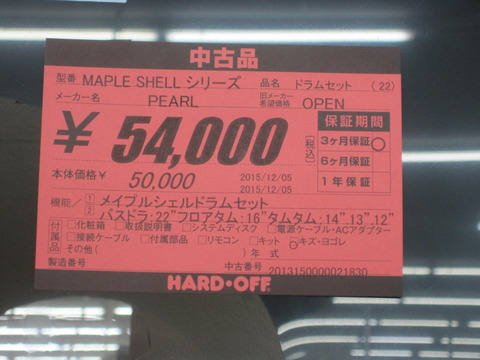 中古品
型番 MAPLE SHELL シリーズ 品名 ドラムセット (22)
メーカー名 PEARL 旧メーカー希望価格 OPEN
¥ 54,000 [税込]
保証期間
3ヶ月保証 ○
6ヶ月保証
1年保証
本体価格¥ 50,000
2015/12/05
2015/12/05
機能/ 1 メイプルシェルドラムセット
2 バスドラ:22"フロアタム:16"タムタム:14",13",12"
付属品 □化粧箱 □取扱説明書 □システムディスク □電源ケーブル・ACアダプター
□接続ケーブル □付属部品 □リモコン □キット ○キズ・ヨゴレ
その他( )年式
製造番号 中古番号 2013150000021830
HARD・OFF